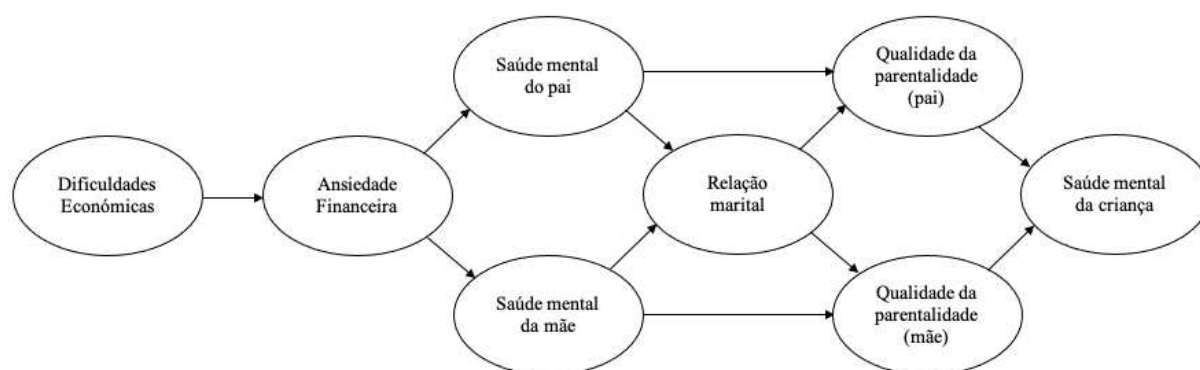 Saúde mental
do pai
Qualidade da
parentalidade
(pai)
Dificuldades
Económicas
Ansiedade
Financeira
Relação
marital
Saúde mental
da criança
Saúde mental
da mãe
Qualidade da
parentalidade
(mãe)